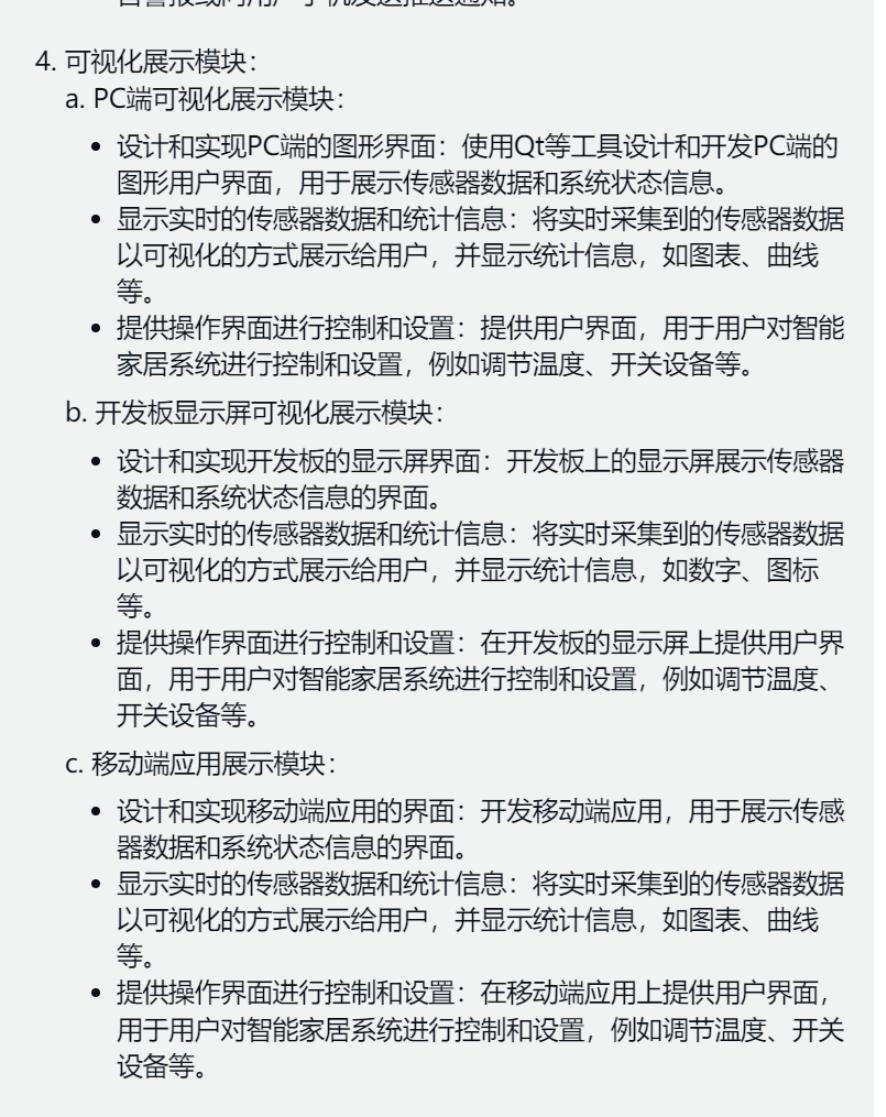 4. 可视化展示模块：
a. PC端可视化展示模块：
• 设计和实现PC端的图形界面：使用Qt等工具设计和开发PC端的
图形用户界面，用于展示传感器数据和系统状态信息。
• 显示实时的传感器数据和统计信息：将实时采集到的传感器数据
以可视化的方式展示给用户，并显示统计信息，如图表、曲线
等。
• 提供操作界面进行控制和设置：提供用户界面，用于用户对智能
家居系统进行控制和设置，例如调节温度、开关设备等。
b. 开发板显示屏可视化展示模块：
• 设计和实现开发板的显示屏界面：开发板上的显示屏展示传感器
数据和系统状态信息的界面。
• 显示实时的传感器数据和统计信息：将实时采集到的传感器数据
以可视化的方式展示给用户，并显示统计信息，如数字、图标
等。
• 提供操作界面进行控制和设置：在开发板的显示屏上提供用户界
面，用于用户对智能家居系统进行控制和设置，例如调节温度、
开关设备等。
c. 移动端应用展示模块：
• 设计和实现移动端应用的界面：开发移动端应用，用于展示传感
器数据和系统状态信息的界面。
• 显示实时的传感器数据和统计信息：将实时采集到的传感器数据
以可视化的方式展示给用户，并显示统计信息，如图表、曲线
等。
• 提供操作界面进行控制和设置：在移动端应用上提供用户界面，
用于用户对智能家居系统进行控制和设置，例如调节温度、开关
设备等。